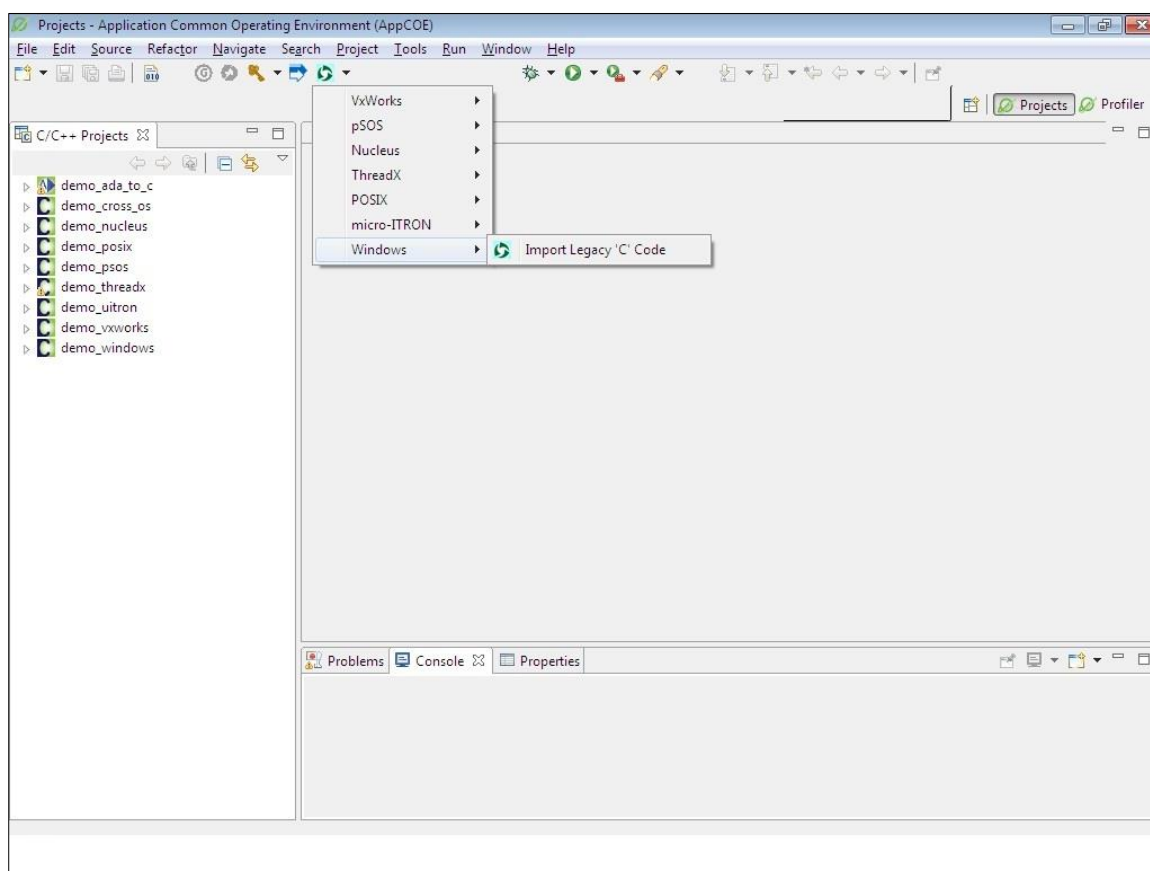 Projects - Application Common Operating Environment (AppCOE)
File Edit Source Refactor Navigate Search Project Tools Run Window Help
010
Projects Profiler
C/C++ Projects
VxWorks
pSOS
Nucleus
ThreadX
POSIX
micro-ITRON
Windows
Import Legacy 'C' Code
demo_ada_to_c
demo_cross_os
demo_nucleus
demo_posix
demo_psos
demo_threadx
demo_uitron
demo_vxworks
demo_windows
Problems Console Properties